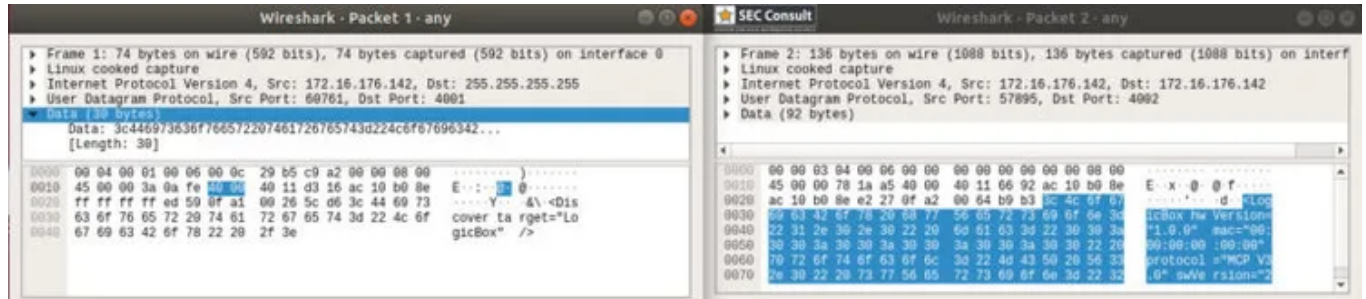 Wireshark · Packet 1 · any
▸ Frame 1: 74 bytes on wire (592 bits), 74 bytes captured (592 bits) on interface 0
▸ Linux cooked capture
▸ Internet Protocol Version 4, Src: 172.16.176.142, Dst: 255.255.255.255
▸ User Datagram Protocol, Src Port: 60761, Dst Port: 4001
▾ Data (30 bytes)
Data: 3c446973636f766572207461726765743d224c6f67696342...
[Length: 30]
0000 00 04 00 01 00 06 00 0c 29 b5 c9 a2 00 00 08 00 ········ )·······
0010 45 00 00 3a 0a fe 40 00 40 11 d3 16 ac 10 b0 8e E··:··@· @·······
0020 ff ff ff ff ed 59 0f a1 00 26 5c d6 3c 44 69 73 ·····Y·· ·&\·<Dis
0030 63 6f 76 65 72 20 74 61 72 67 65 74 3d 22 4c 6f cover ta rget="Lo
0040 67 69 63 42 6f 78 22 20 2f 3e gicBox" />
SEC Consult
Wireshark · Packet 2 · any
▸ Frame 2: 136 bytes on wire (1088 bits), 136 bytes captured (1088 bits) on interf
▸ Linux cooked capture
▸ Internet Protocol Version 4, Src: 172.16.176.142, Dst: 172.16.176.142
▸ User Datagram Protocol, Src Port: 57895, Dst Port: 4002
▸ Data (92 bytes)
0000 00 00 03 04 00 06 00 00 00 00 00 00 00 00 08 00 ········ ········
0010 45 00 00 78 1a a5 40 00 40 11 66 92 ac 10 b0 8e E··x··@· @·f·····
0020 ac 10 b0 8e e2 27 0f a2 00 64 b9 b3 3c 4c 6f 67 ·····'·· ·d··<Log
0030 69 63 42 6f 78 20 68 77 56 65 72 73 69 6f 6e 3d icBox hw Version=
0040 22 31 2e 30 2e 30 22 20 6d 61 63 3d 22 30 30 3a "1.0.0" mac="00:
0050 30 30 3a 30 30 3a 30 30 3a 30 30 3a 30 30 22 20 00:00:00 :00:00"
0060 70 72 6f 74 6f 63 6f 6c 3d 22 4d 43 50 20 56 33 protocol ="MCP V3
0070 2e 30 22 20 73 77 56 65 72 73 69 6f 6e 3d 22 32 .0" swVe rsion="2